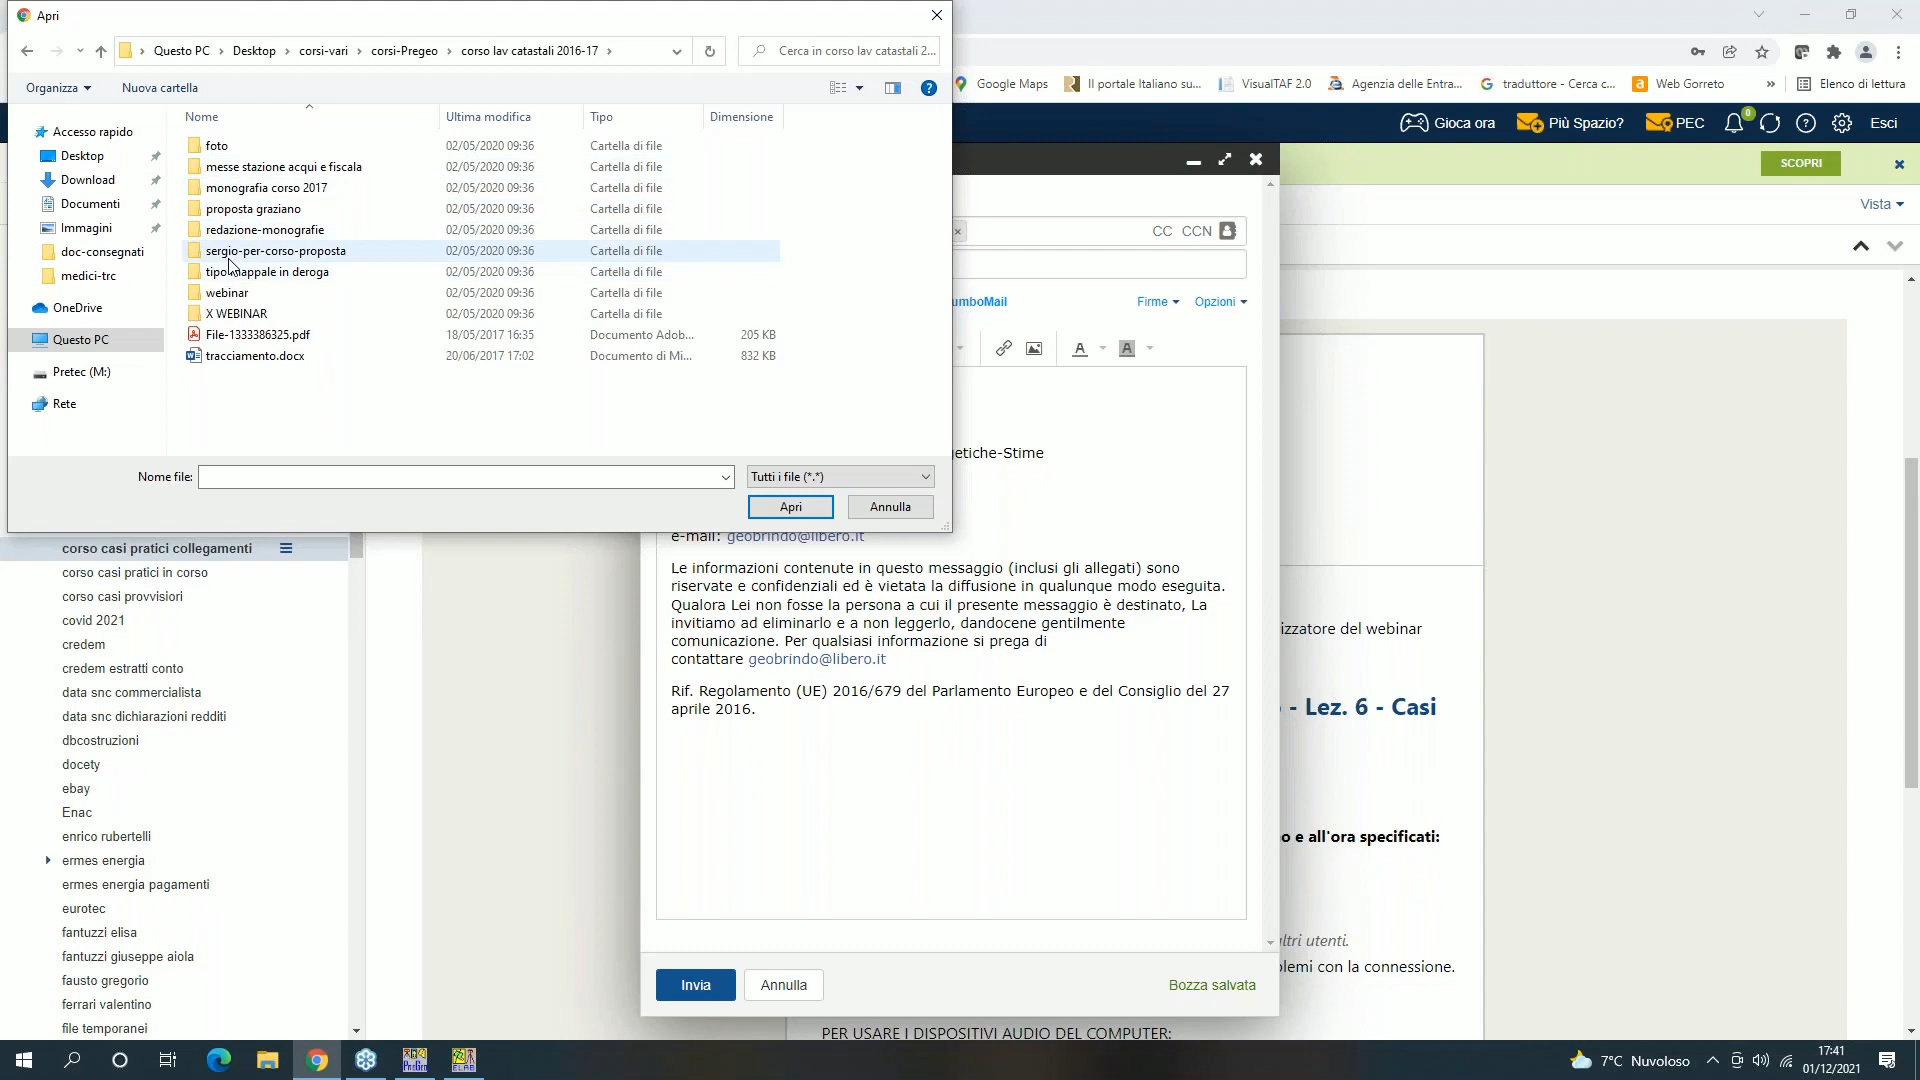 Apri
Questo PC > Desktop > corsi-vari > corsi-Pregeo > corso lav catastali 2016-17 >
Cerca in corso lav catastali 2...
Organizza
Nuova cartella
Nome
Ultima modifica
Tipo
Dimensione
Accesso rapido
Desktop
Download
Documenti
Immagini
doc-consegnati
medici-trc
OneDrive
Questo PC
Pretec (M:)
Rete
foto 02/05/2020 09:36 Cartella di file
messe stazione acqui e fiscala 02/05/2020 09:36 Cartella di file
monografia corso 2017 02/05/2020 09:36 Cartella di file
proposta graziano 02/05/2020 09:36 Cartella di file
redazione-monografie 02/05/2020 09:36 Cartella di file
sergio-per-corso-proposta 02/05/2020 09:36 Cartella di file
tipo mappale in deroga 02/05/2020 09:36 Cartella di file
webinar 02/05/2020 09:36 Cartella di file
X WEBINAR 02/05/2020 09:36 Cartella di file
File-1333386325.pdf 18/05/2017 16:35 Documento Adob... 205 KB
tracciamento.docx 20/06/2017 17:02 Documento di Mi... 832 KB
Nome file:
Tutti i file (*.*)
Apri
Annulla
Google Maps
Il portale Italiano su...
VisualTAF 2.0
Agenzia delle Entra...
traduttore - Cerca c...
Web Gorreto
»
Elenco di lettura
Gioca ora
Più Spazio?
PEC
0
Esci
SCOPRI
Vista
CC CCN
umboMail
Firme
Opzioni
A
A
getiche-Stime
e-mail: geobrindo@libero.it
Le informazioni contenute in questo messaggio (inclusi gli allegati) sono
riservate e confidenziali ed è vietata la diffusione in qualunque modo eseguita.
Qualora Lei non fosse la persona a cui il presente messaggio è destinato, La
invitiamo ad eliminarlo e a non leggerlo, dandocene gentilmente
comunicazione. Per qualsiasi informazione si prega di
contattare geobrindo@libero.it
Rif. Regolamento (UE) 2016/679 del Parlamento Europeo e del Consiglio del 27
aprile 2016.
Invia
Annulla
Bozza salvata
izzatore del webinar
- Lez. 6 - Casi
o e all'ora specificati:
altri utenti.
lemi con la connessione.
PER USARE I DISPOSITIVI AUDIO DEL COMPUTER:
corso casi pratici collegamenti
corso casi pratici in corso
corso casi provvisiori
covid 2021
credem
credem estratti conto
data snc commercialista
data snc dichiarazioni redditi
dbcostruzioni
docety
ebay
Enac
enrico rubertelli
ermes energia
ermes energia pagamenti
eurotec
fantuzzi elisa
fantuzzi giuseppe aiola
fausto gregorio
ferrari valentino
file temporanei
7°C Nuvoloso
17:41
01/12/2021